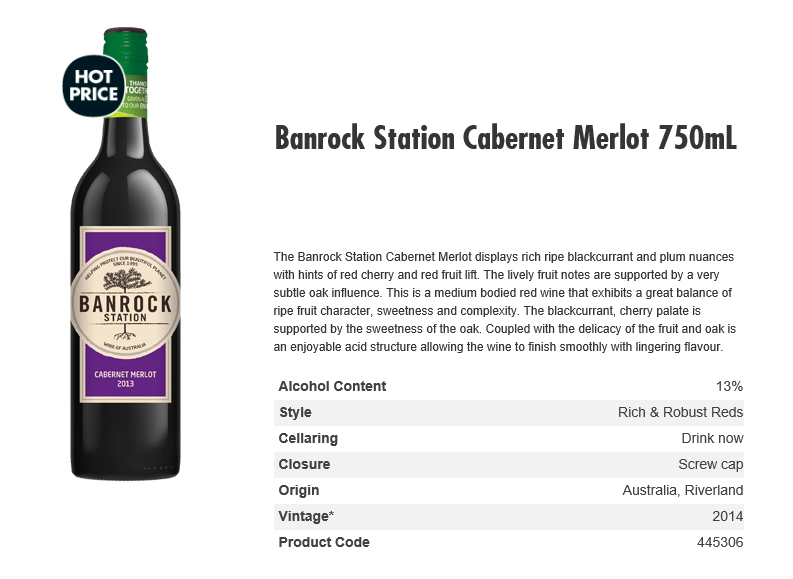 HOT
PRICE
THANKS
TOGETHER
GIVEN
TO OUR
Banrock Station Cabernet Merlot 750mL
The Banrock Station Cabernet Merlot displays rich ripe blackcurrant and plum nuances
with hints of red cherry and red fruit lift. The lively fruit notes are supported by a very
subtle oak influence. This is a medium bodied red wine that exhibits a great balance of
ripe fruit character, sweetness and complexity. The blackcurrant, cherry palate is
supported by the sweetness of the oak. Coupled with the delicacy of the fruit and oak is
an enjoyable acid structure allowing the wine to finish smoothly with lingering flavour.
HELPING PROTECT OUR BEAUTIFUL PLANET
SINCE 1995
BANROCK
STATION
WINE OF AUSTRALIA
CABERNET MERLOT
2013
Alcohol Content 13%
Style Rich & Robust Reds
Cellaring Drink now
Closure Screw cap
Origin Australia, Riverland
Vintage* 2014
Product Code 445306